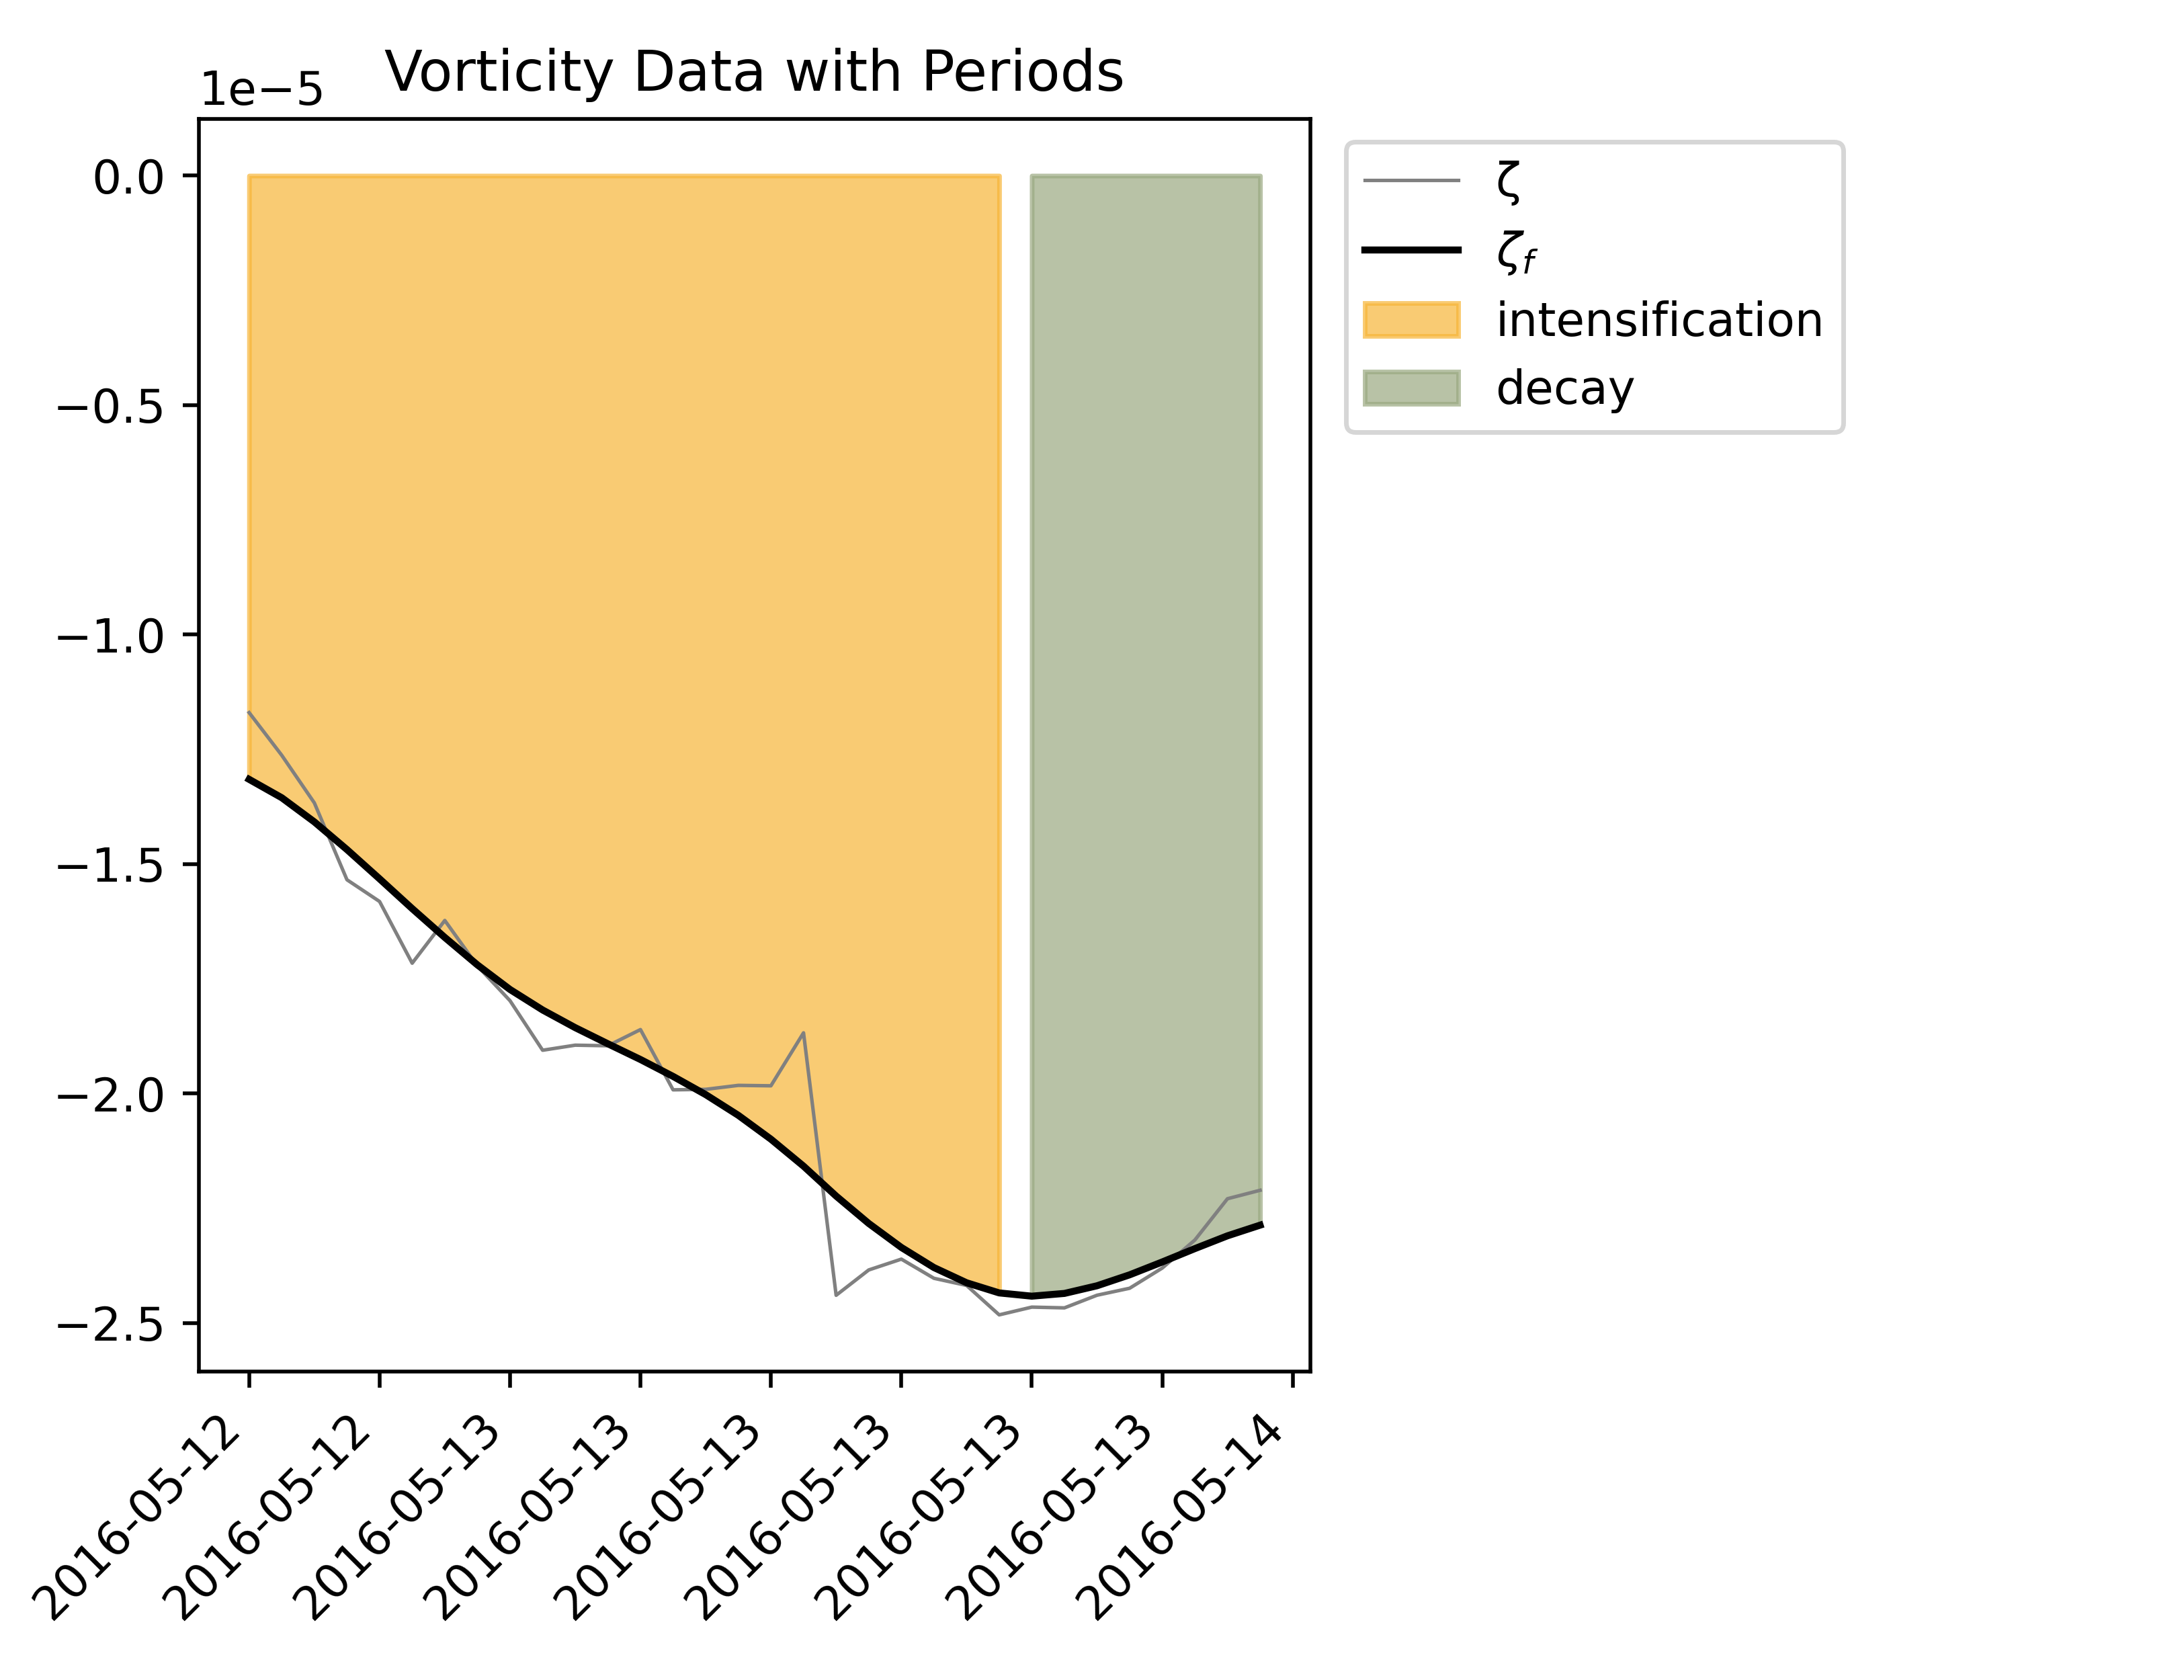 Vorticity Data with Periods
1e−5
0.0
−0.5
−1.0
−1.5
−2.0
−2.5
2016-05-12
2016-05-12
2016-05-13
2016-05-13
2016-05-13
2016-05-13
2016-05-13
2016-05-13
2016-05-14
ζ
ζf
intensification
decay